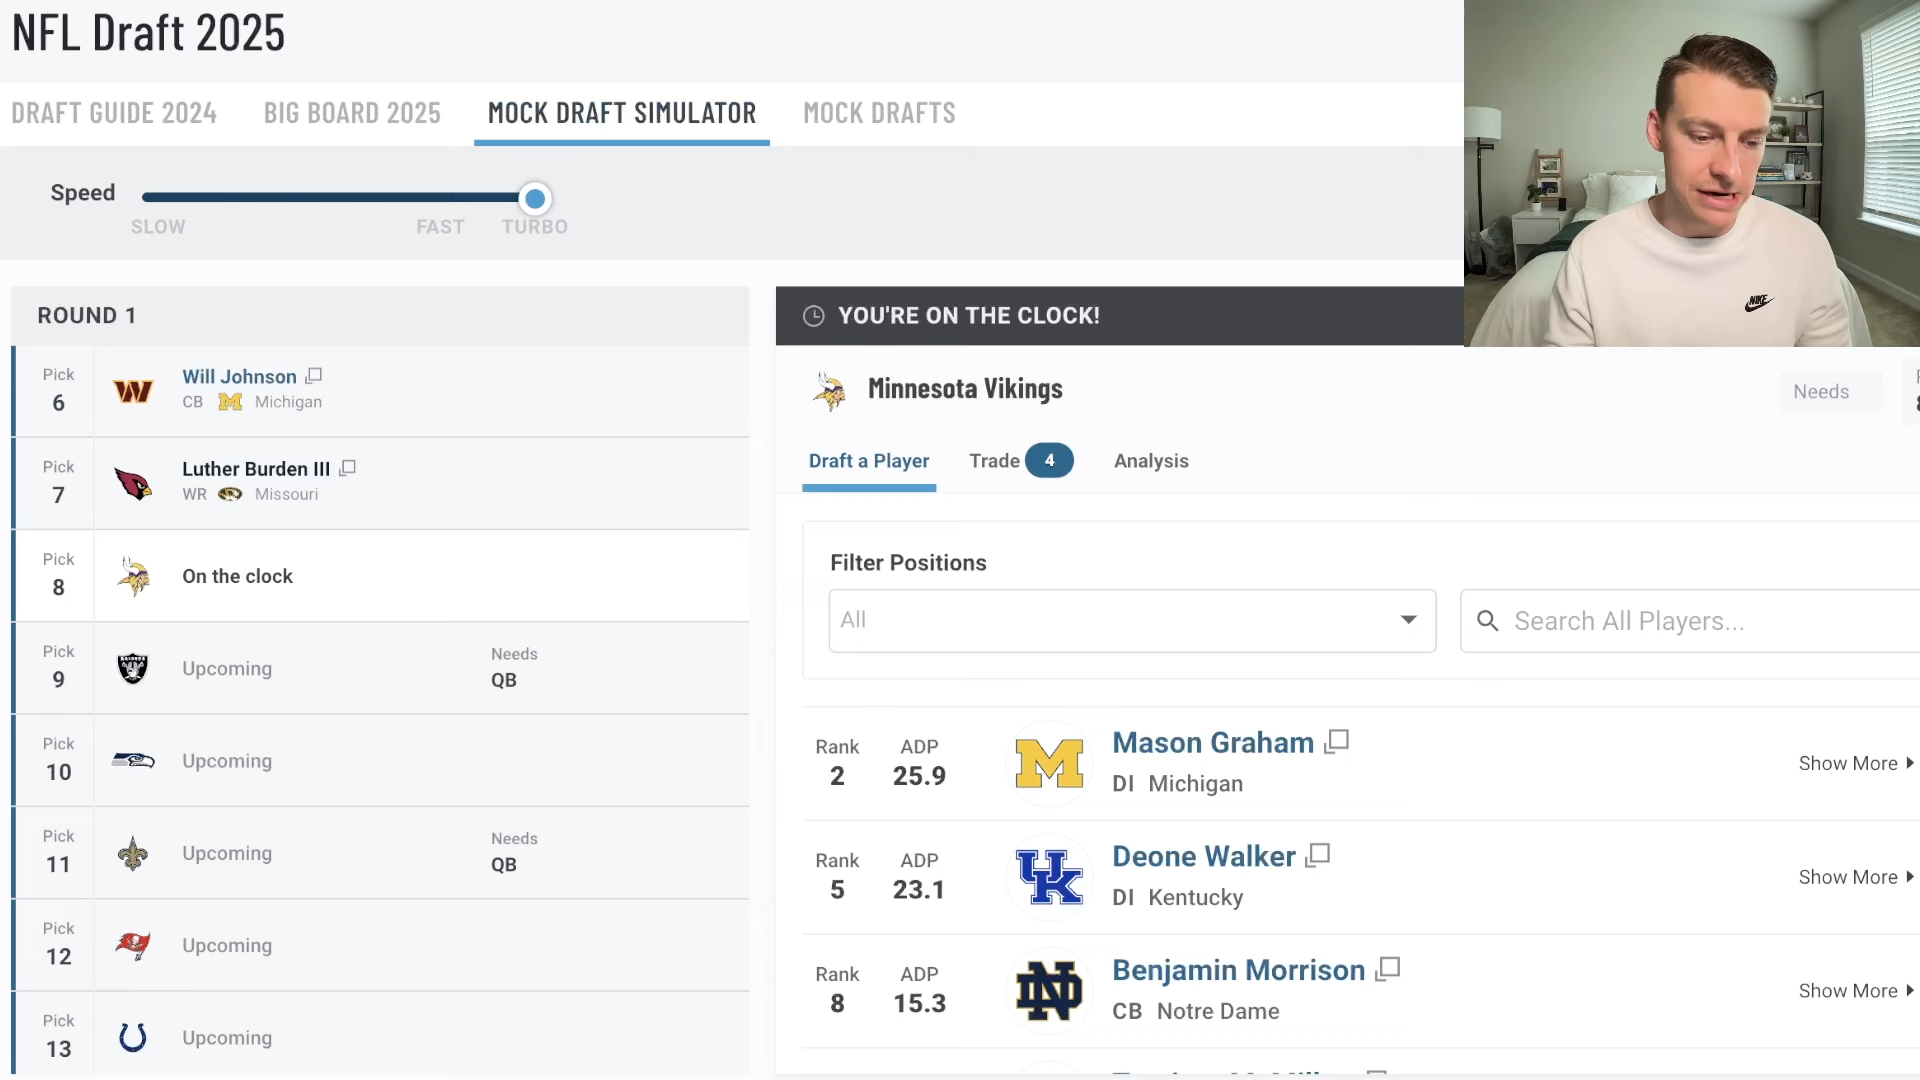 NFL Draft 2025
DRAFT GUIDE 2024 BIG BOARD 2025 MOCK DRAFT SIMULATOR MOCK DRAFTS
Speed
SLOW FAST TURBO
ROUND 1
Pick
6
Will Johnson
CB Michigan
Pick
7
Luther Burden III
WR Missouri
Pick
8
On the clock
Pick
9
Upcoming
Needs
QB
Pick
10
Upcoming
Pick
11
Upcoming
Needs
QB
Pick
12
Upcoming
Pick
13
Upcoming
YOU'RE ON THE CLOCK!
Minnesota Vikings
Needs
Draft a Player Trade 4 Analysis
Filter Positions
All
Search All Players...
Rank
2
ADP
25.9
Mason Graham
DI Michigan
Show More
Rank
5
ADP
23.1
Deone Walker
DI Kentucky
Show More
Rank
8
ADP
15.3
Benjamin Morrison
CB Notre Dame
Show More
NIKE